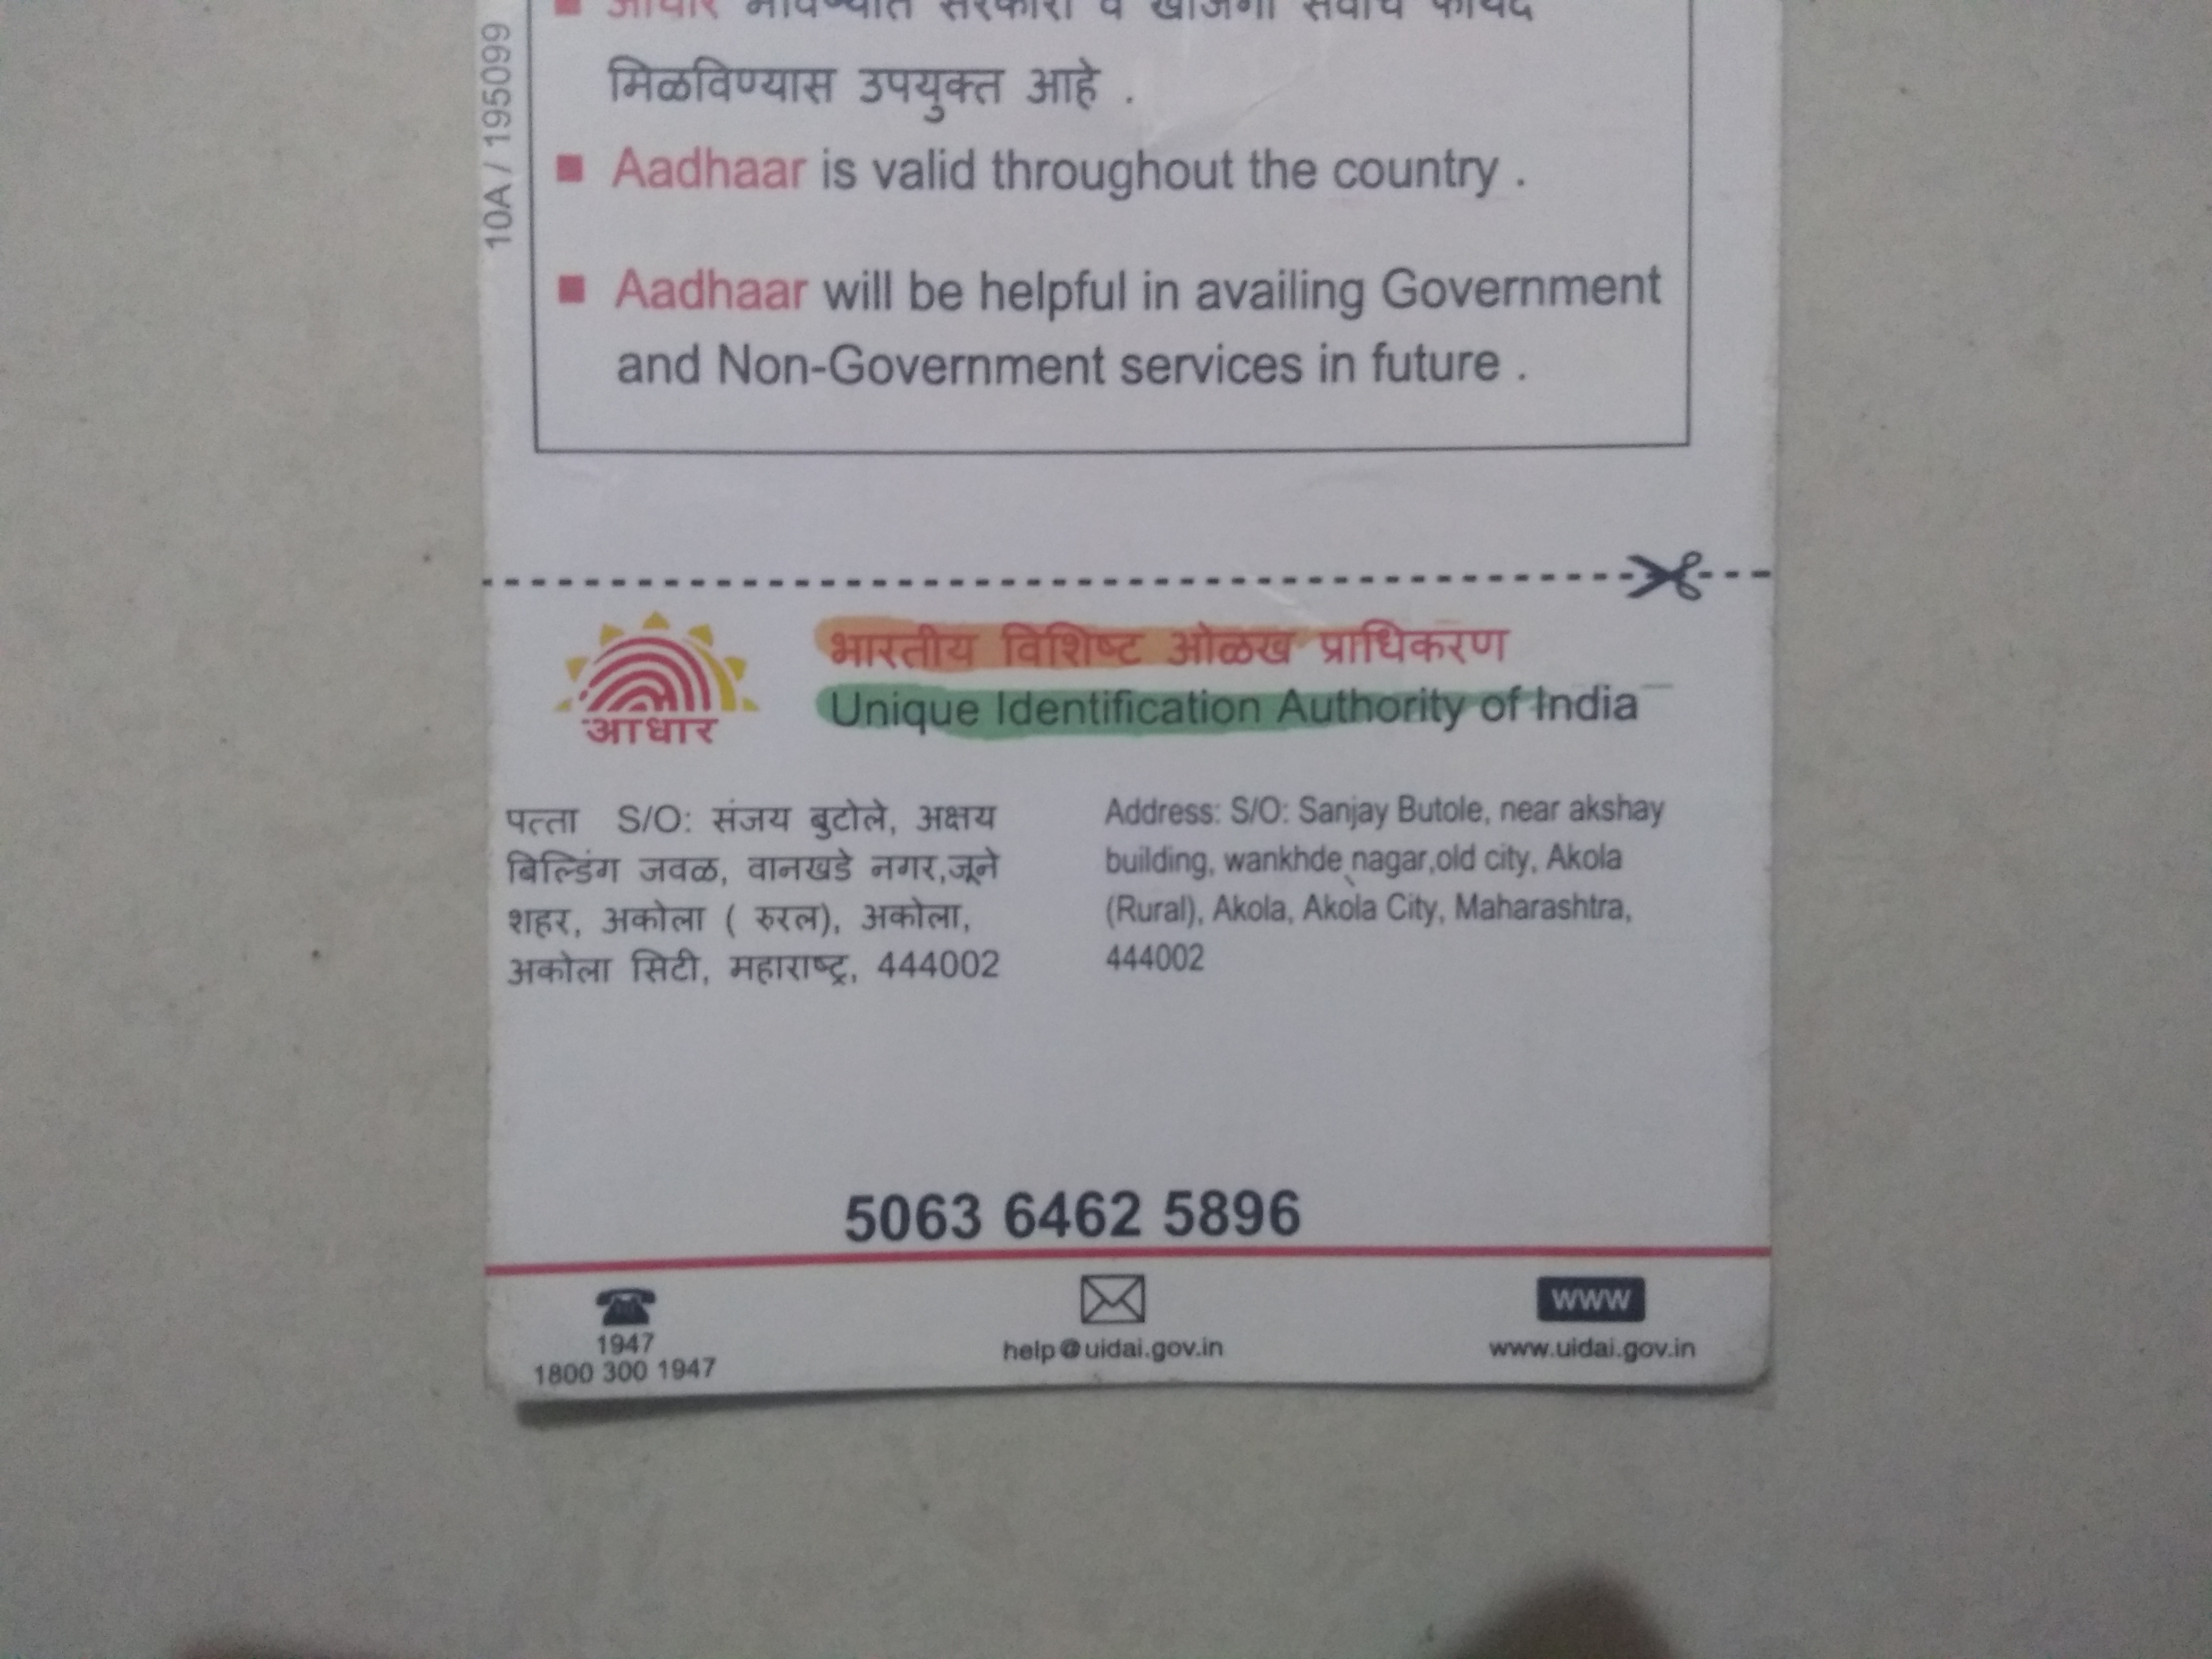 10A / 195099
आधार भविष्यात सरकारी व खाजगी सेवांचे फायदे
मिळविण्यास उपयुक्त आहे .
Aadhaar is valid throughout the country .
Aadhaar will be helpful in availing Government
and Non-Government services in future .
आधार
भारतीय विशिष्ट ओळख प्राधिकरण
Unique Identification Authority of India
पत्ता S/O: संजय बुटोले, अक्षय
बिल्डिंग जवळ, वानखडे नगर,जूने
शहर, अकोला ( रुरल), अकोला,
अकोला सिटी, महाराष्ट्र, 444002
Address: S/O: Sanjay Butole, near akshay
building, wankhde nagar,old city, Akola
(Rural), Akola, Akola City, Maharashtra,
444002
5063 6462 5896
1947
1800 300 1947
help@uidai.gov.in
WWW
www.uidai.gov.in